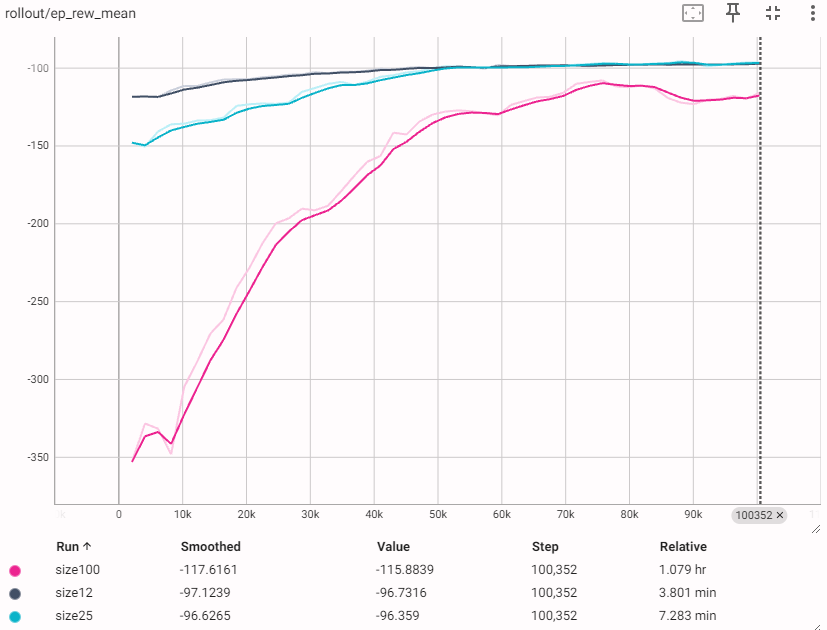 rollout/ep_rew_mean
-100
-150
-200
-250
-300
-350
0 10k 20k 30k 40k 50k 60k 70k 80k 90k 100352 ✕
Run ↑ Smoothed Value Step Relative
size100 -117.6161 -115.8839 100,352 1.079 hr
size12 -97.1239 -96.7316 100,352 3.801 min
size25 -96.6265 -96.359 100,352 7.283 min